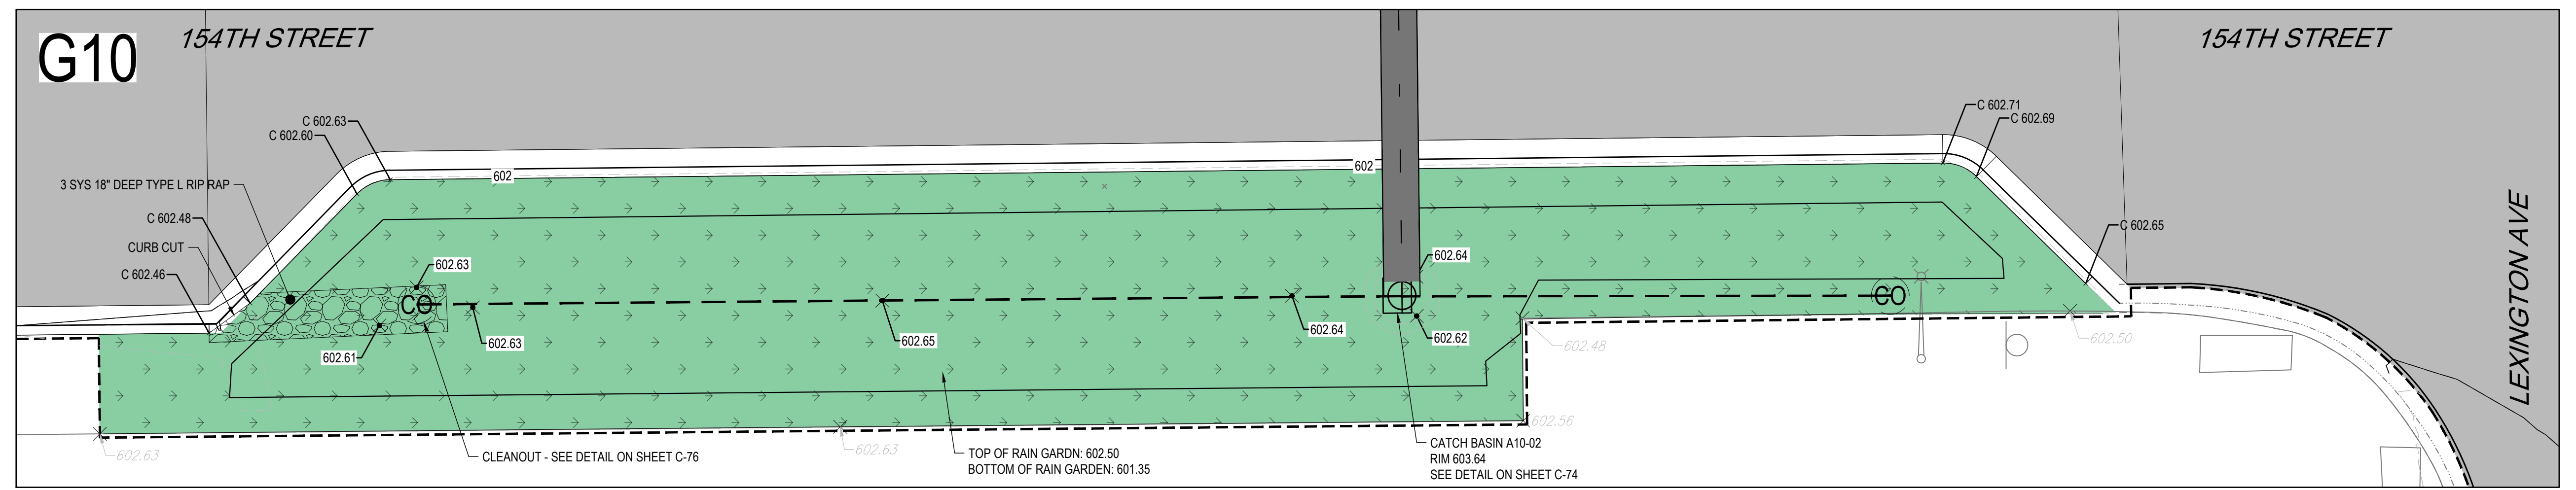 G10
154TH STREET
154TH STREET
C 602.63
C 602.60
C 602.71
C 602.69
602
602
3 SYS 18" DEEP TYPE L RIP RAP
C 602.48
C 602.65
CURB CUT
C 602.46
LEXINGTON AVE
602.63
602.64
CO
CO
602.63
602.65
602.64
602.62
602.61
602.48
602.50
602.56
602.63
602.63
CLEANOUT - SEE DETAIL ON SHEET C-76
TOP OF RAIN GARDN: 602.50
BOTTOM OF RAIN GARDEN: 601.35
CATCH BASIN A10-02
RIM 603.64
SEE DETAIL ON SHEET C-74